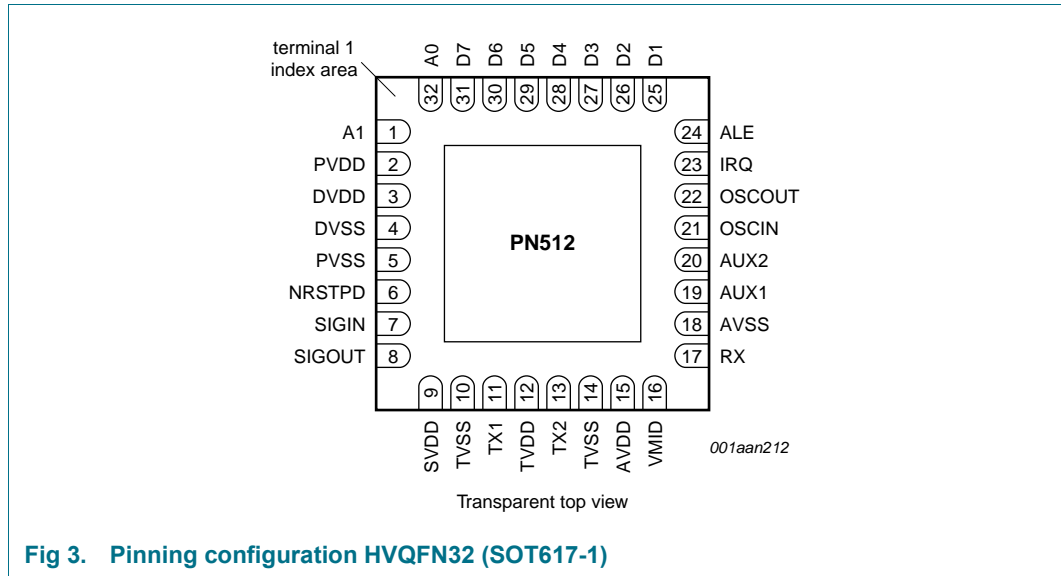 terminal 1
index area
A0 D7 D6 D5 D4 D3 D2 D1
32 31 30 29 28 27 26 25
A1 1
PVDD 2
DVDD 3
DVSS 4
PVSS 5
NRSTPD 6
SIGIN 7
SIGOUT 8
PN512
24 ALE
23 IRQ
22 OSCOUT
21 OSCIN
20 AUX2
19 AUX1
18 AVSS
17 RX
9 10 11 12 13 14 15 16
SVDD TVSS TX1 TVDD TX2 TVSS AVDD VMID
001aan212
Transparent top view
Fig 3. Pinning configuration HVQFN32 (SOT617-1)